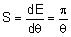 S = dE/dθ = π/θ